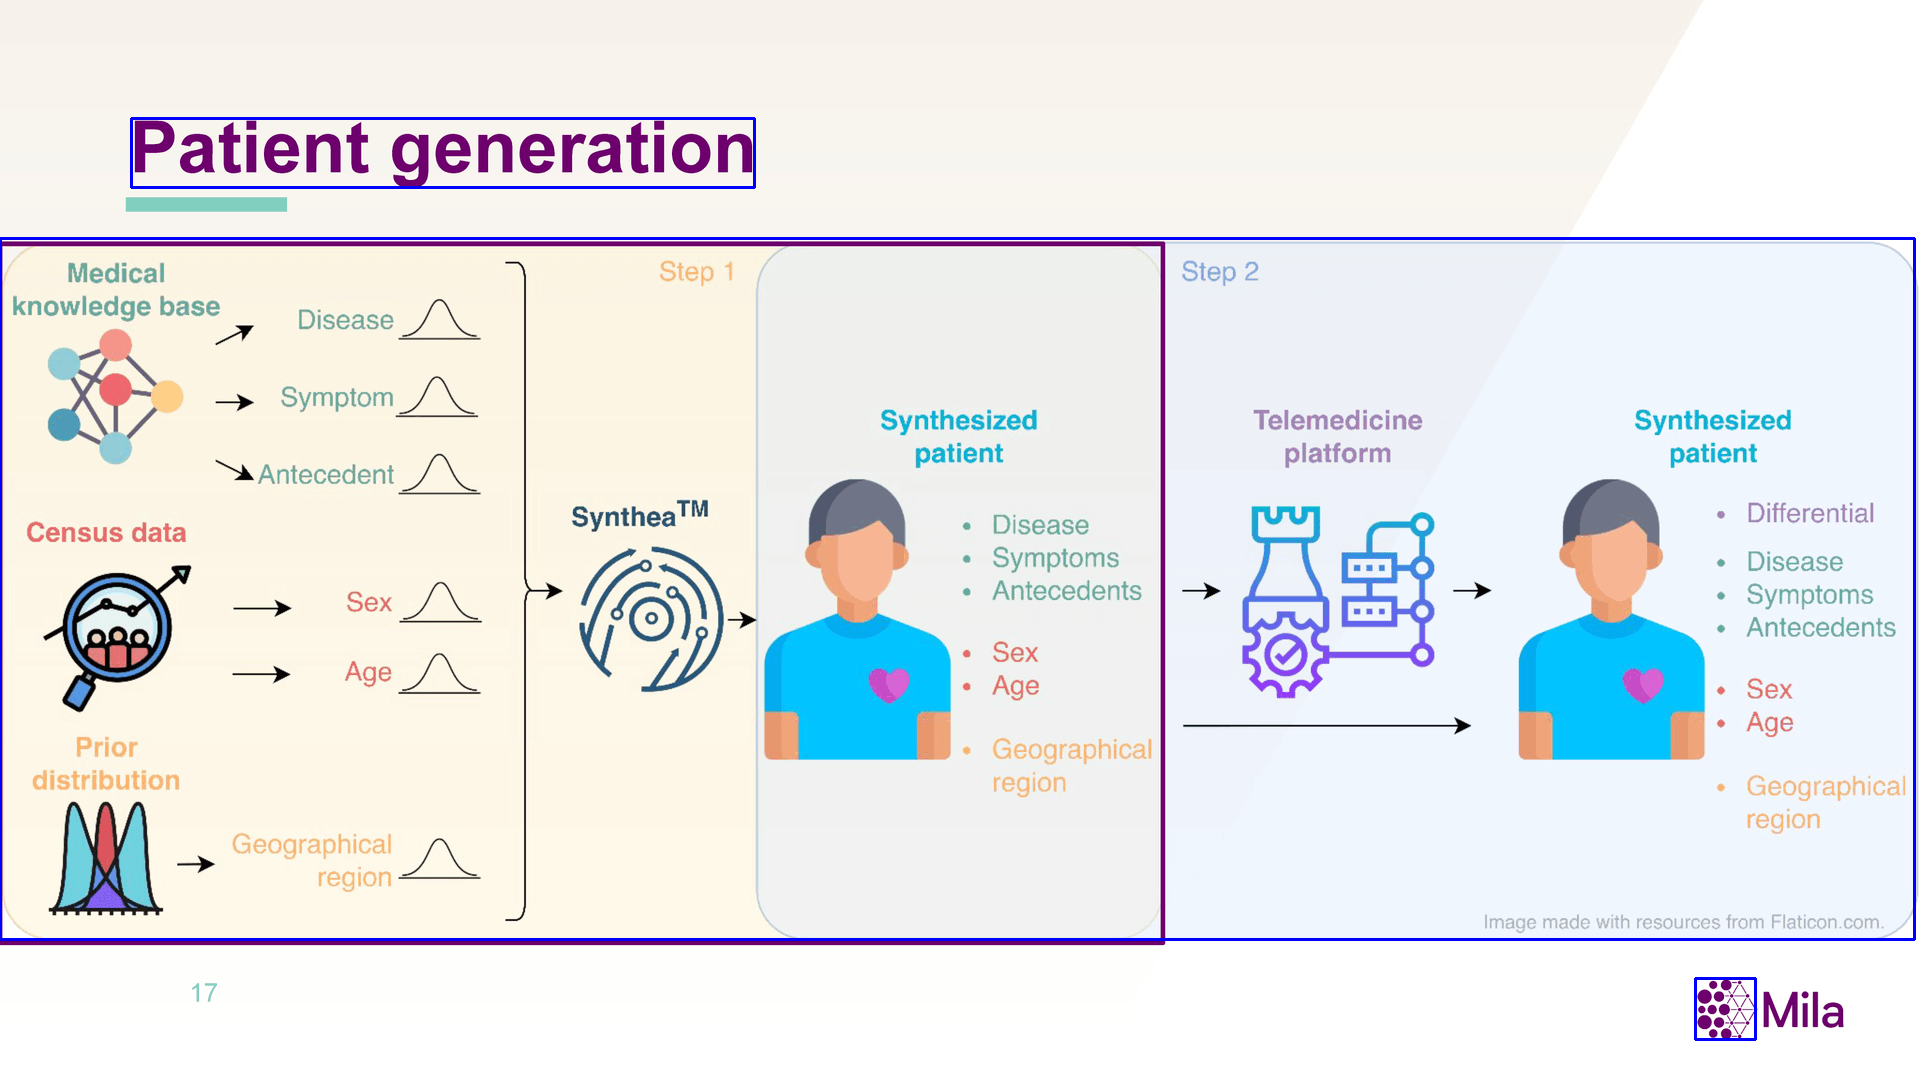 Patient generation
Step 1
Medical
knowledge base
Disease
Symptom
Antecedent
Census data
Sex
Age
Prior
distribution
Geographical
region
Synthea™
Synthesized
patient
• Disease
• Symptoms
• Antecedents
• Sex
• Age
• Geographical
region
Step 2
Telemedicine
platform
Synthesized
patient
• Differential
• Disease
• Symptoms
• Antecedents
• Sex
• Age
• Geographical
region
Image made with resources from Flaticon.com.
17
Mila